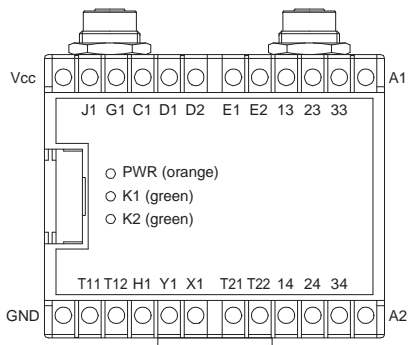 Vcc A1
J1 G1 C1 D1 D2 E1 E2 13 23 33
PWR (orange)
K1 (green)
K2 (green)
T11 T12 H1 Y1 X1 T21 T22 14 24 34
GND A2